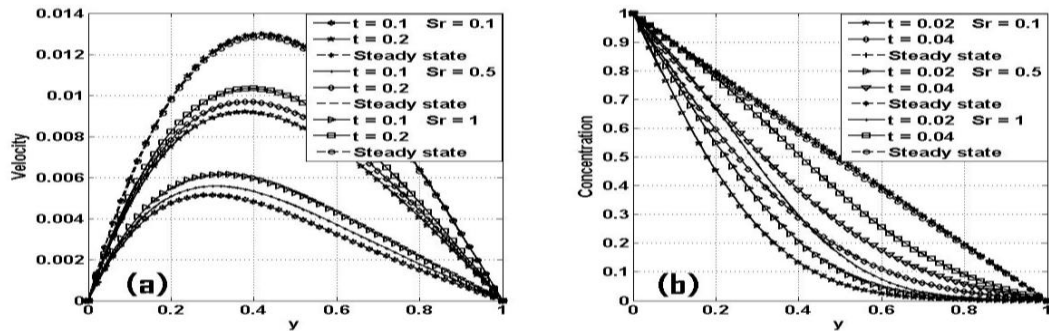 0.014
0.012
0.01
0.008
0.006
0.004
0.002
0
Velocity
0
0.2
0.4
0.6
0.8
1
y
(a)
t = 0.1 Sr = 0.1
t = 0.2
Steady state
t = 0.1 Sr = 0.5
t = 0.2
Steady state
t = 0.1 Sr = 1
t = 0.2
Steady state
1
0.9
0.8
0.7
0.6
0.5
0.4
0.3
0.2
0.1
0
Concentration
0
0.2
0.4
0.6
0.8
1
y
(b)
t = 0.02 Sr = 0.1
t = 0.04
Steady state
t = 0.02 Sr = 0.5
t = 0.04
Steady state
t = 0.02 Sr = 1
t = 0.04
Steady state